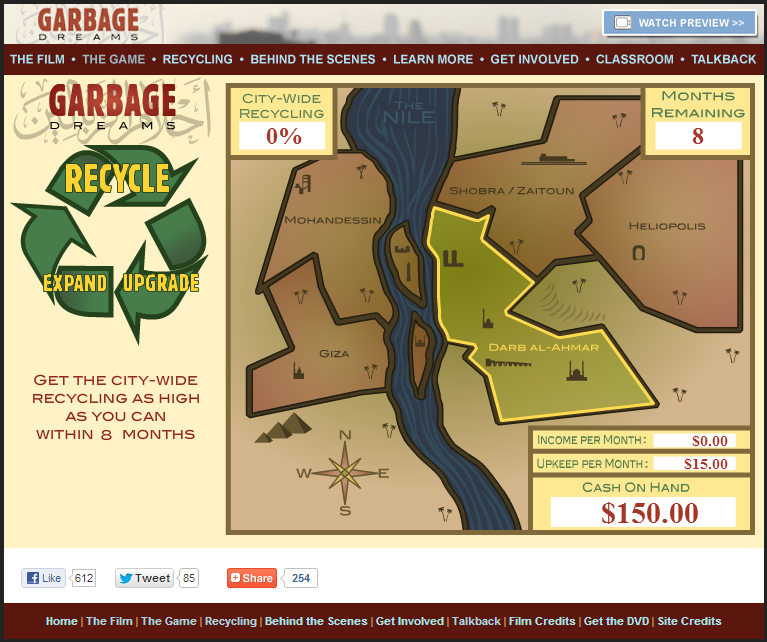 GARBAGE
DREAMS
WATCH PREVIEW >>
THE FILM • THE GAME • RECYCLING • BEHIND THE SCENES • LEARN MORE • GET INVOLVED • CLASSROOM • TALKBACK
GARBAGE
DREAMS
RECYCLE
EXPAND UPGRADE
GET THE CITY-WIDE
RECYCLING AS HIGH
AS YOU CAN
WITHIN 8 MONTHS
CITY-WIDE
RECYCLING
0%
THE
NILE
MONTHS
REMAINING
8
SHOBRA / ZAITOUN
MOHANDESSIN
HELIOPOLIS
DARB AL-AHMAR
GIZA
N
W E
S
INCOME PER MONTH: $0.00
UPKEEP PER MONTH: $15.00
CASH ON HAND
$150.00
Like 612 Tweet 85 Share 254
Home | The Film | The Game | Recycling | Behind the Scenes | Get Involved | Talkback | Film Credits | Get the DVD | Site Credits